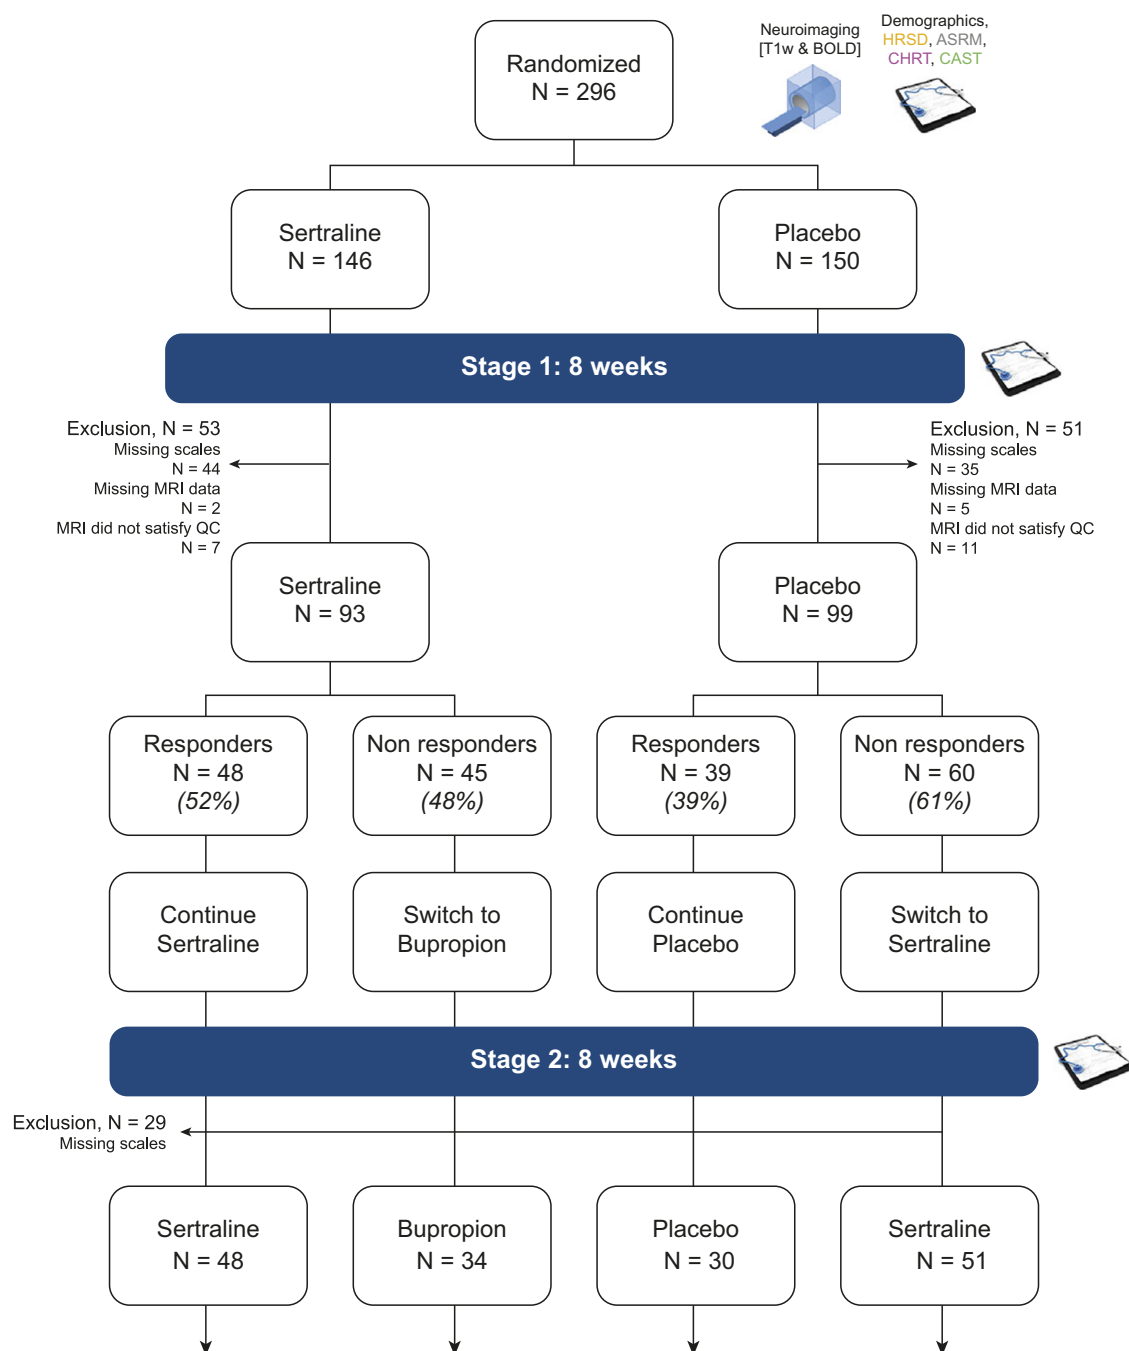 Randomized
N = 296
Neuroimaging
[T1w & BOLD]
Demographics,
HRSD, ASRM,
CHRT, CAST
Sertraline
N = 146
Placebo
N = 150
Stage 1: 8 weeks
Exclusion, N = 53
Missing scales
N = 44
Missing MRI data
N = 2
MRI did not satisfy QC
N = 7
Exclusion, N = 51
Missing scales
N = 35
Missing MRI data
N = 5
MRI did not satisfy QC
N = 11
Sertraline
N = 93
Placebo
N = 99
Responders
N = 48
(52%)
Non responders
N = 45
(48%)
Responders
N = 39
(39%)
Non responders
N = 60
(61%)
Continue
Sertraline
Switch to
Bupropion
Continue
Placebo
Switch to
Sertraline
Stage 2: 8 weeks
Exclusion, N = 29
Missing scales
Sertraline
N = 48
Bupropion
N = 34
Placebo
N = 30
Sertraline
N = 51